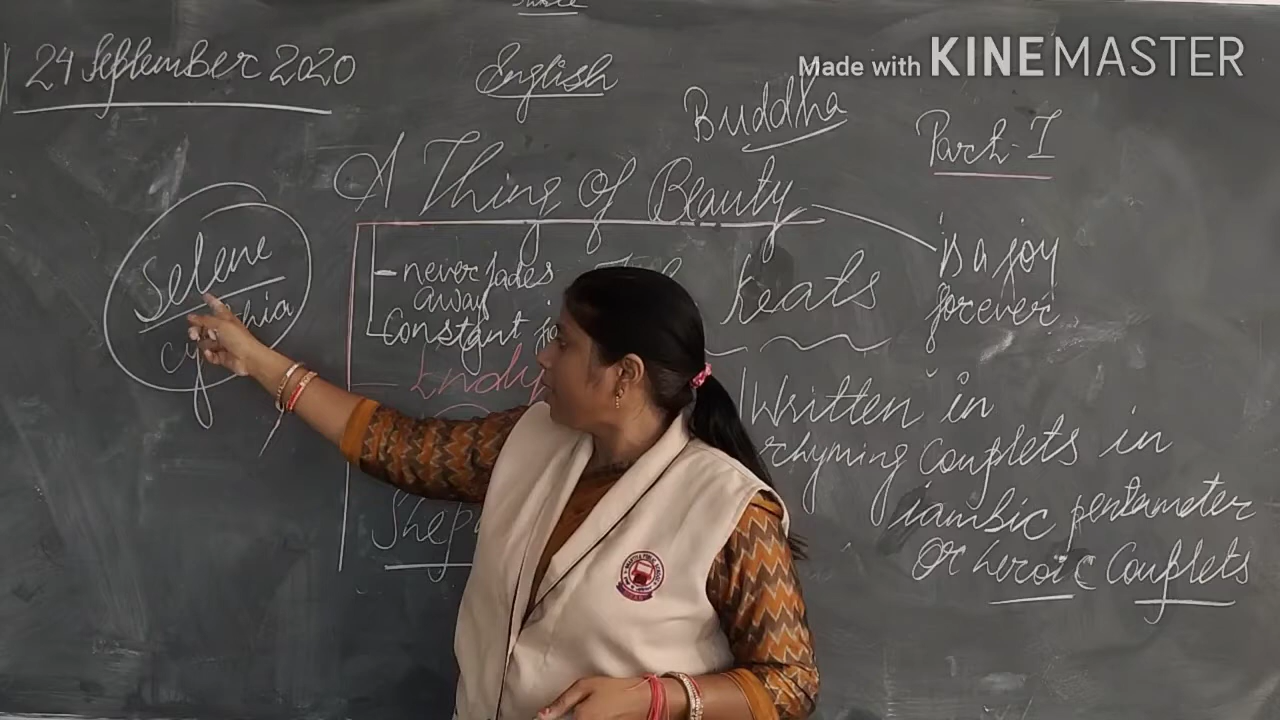 24 September 2020
English
Made with KINEMASTER
Buddha
Part-I
A Thing of Beauty
is a joy
forever
- never fades
away
Constant
Keats
Selene
Written in
rhyming couplets in
iambic pentameter
Or heroic Couplets